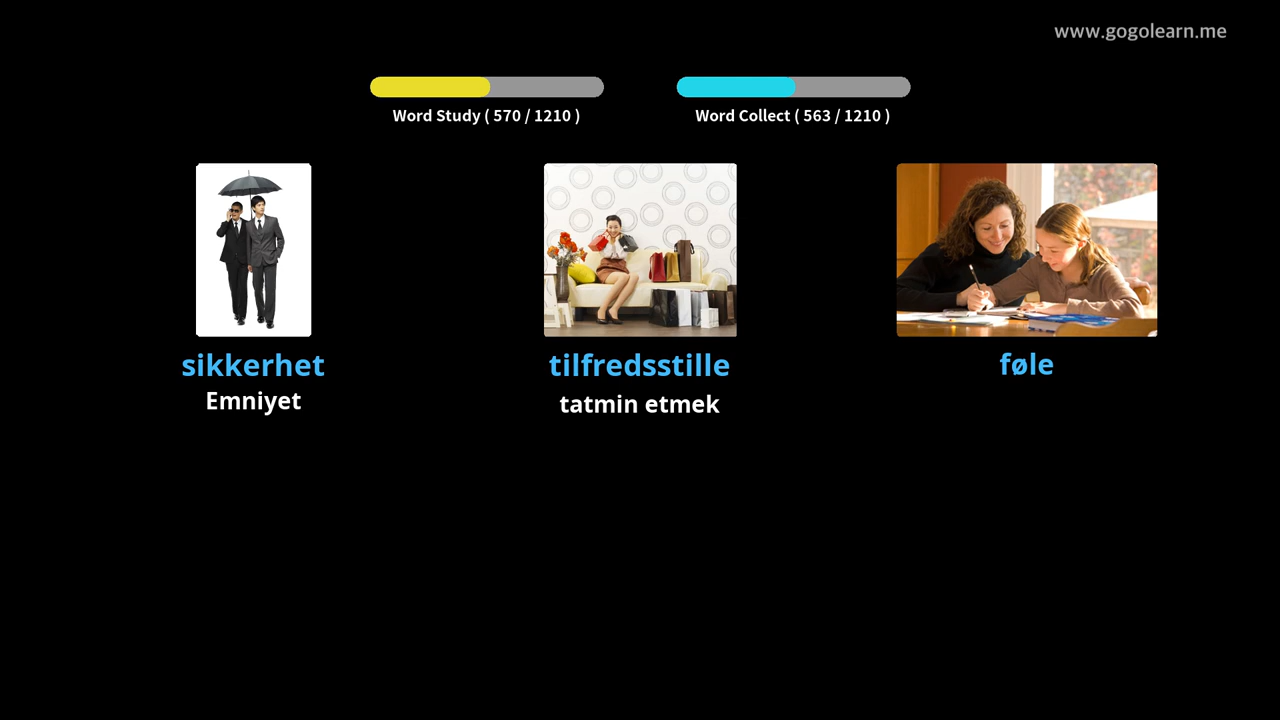 www.gogolearn.me
Word Study ( 570 / 1210 )
Word Collect ( 563 / 1210 )
sikkerhet
Emniyet
tilfredsstille
tatmin etmek
føle